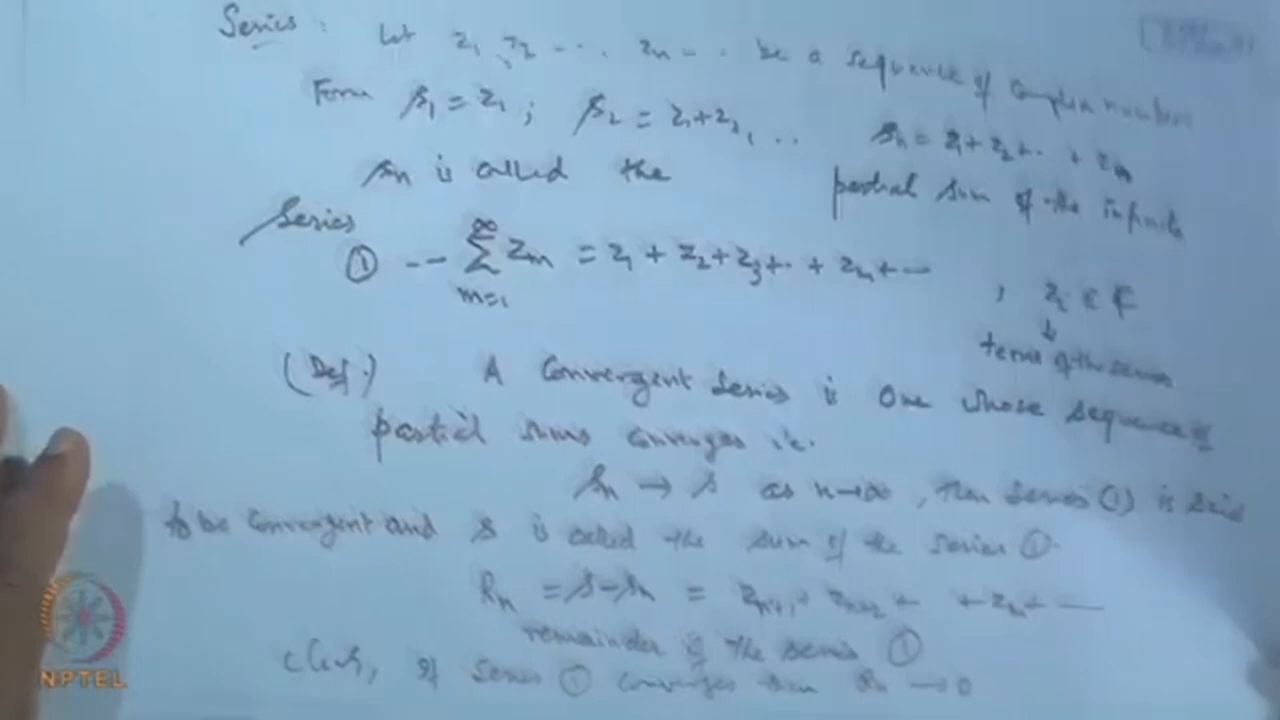 Series : Let z1, z2 ... zn ... be a sequence of complex numbers
Form s1 = z1 ; s2 = z1+z2, ... sn = z1+z2+.. + zn
sn is called the partial sum of the infinite
Series
① --- ∑_{m=1}^{∞} zm = z1 + z2+z3+.. + zn+ --- , zi ∈ ₵
↓
terms of the series
(Def.) A Convergent Series is one whose sequence of
partial sums converges i.e.
sn → s as n→∞, then Series (1) is said
to be convergent and s is called the sum of the series ①.
Rn = s-sn = zn+1 + zn+2 + + zn+ ---
remainder of the series ①
, if Series ① converges then Rn → 0
NPTEL